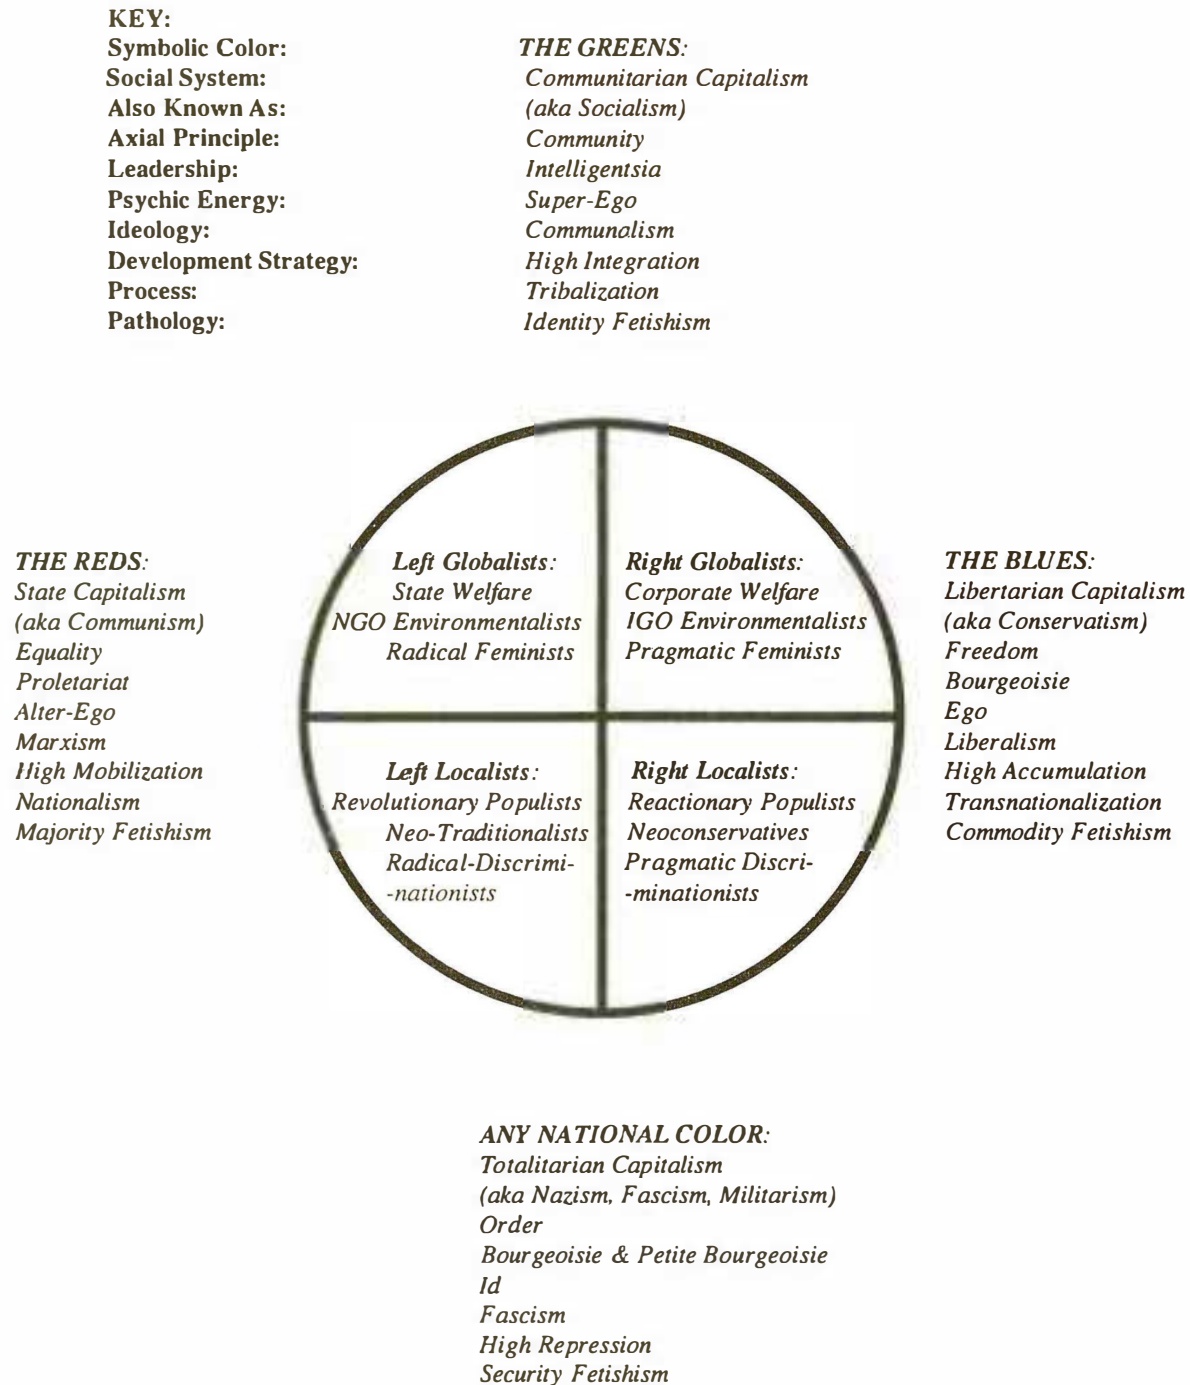 KEY:
Symbolic Color: THE GREENS:
Social System: Communitarian Capitalism
Also Known As: (aka Socialism)
Axial Principle: Community
Leadership: Intelligentsia
Psychic Energy: Super-Ego
Ideology: Communalism
Development Strategy: High Integration
Process: Tribalization
Pathology: Identity Fetishism
THE REDS:
State Capitalism
(aka Communism)
Equality
Proletariat
Alter-Ego
Marxism
High Mobilization
Nationalism
Majority Fetishism
Left Globalists:
State Welfare
NGO Environmentalists
Radical Feminists
Right Globalists:
Corporate Welfare
IGO Environmentalists
Pragmatic Feminists
Left Localists:
Revolutionary Populists
Neo-Traditionalists
Radical-Discrimi-
-nationists
Right Localists:
Reactionary Populists
Neoconservatives
Pragmatic Discri-
-minationists
THE BLUES:
Libertarian Capitalism
(aka Conservatism)
Freedom
Bourgeoisie
Ego
Liberalism
High Accumulation
Transnationalization
Commodity Fetishism
ANY NATIONAL COLOR:
Totalitarian Capitalism
(aka Nazism, Fascism, Militarism)
Order
Bourgeoisie & Petite Bourgeoisie
Id
Fascism
High Repression
Security Fetishism